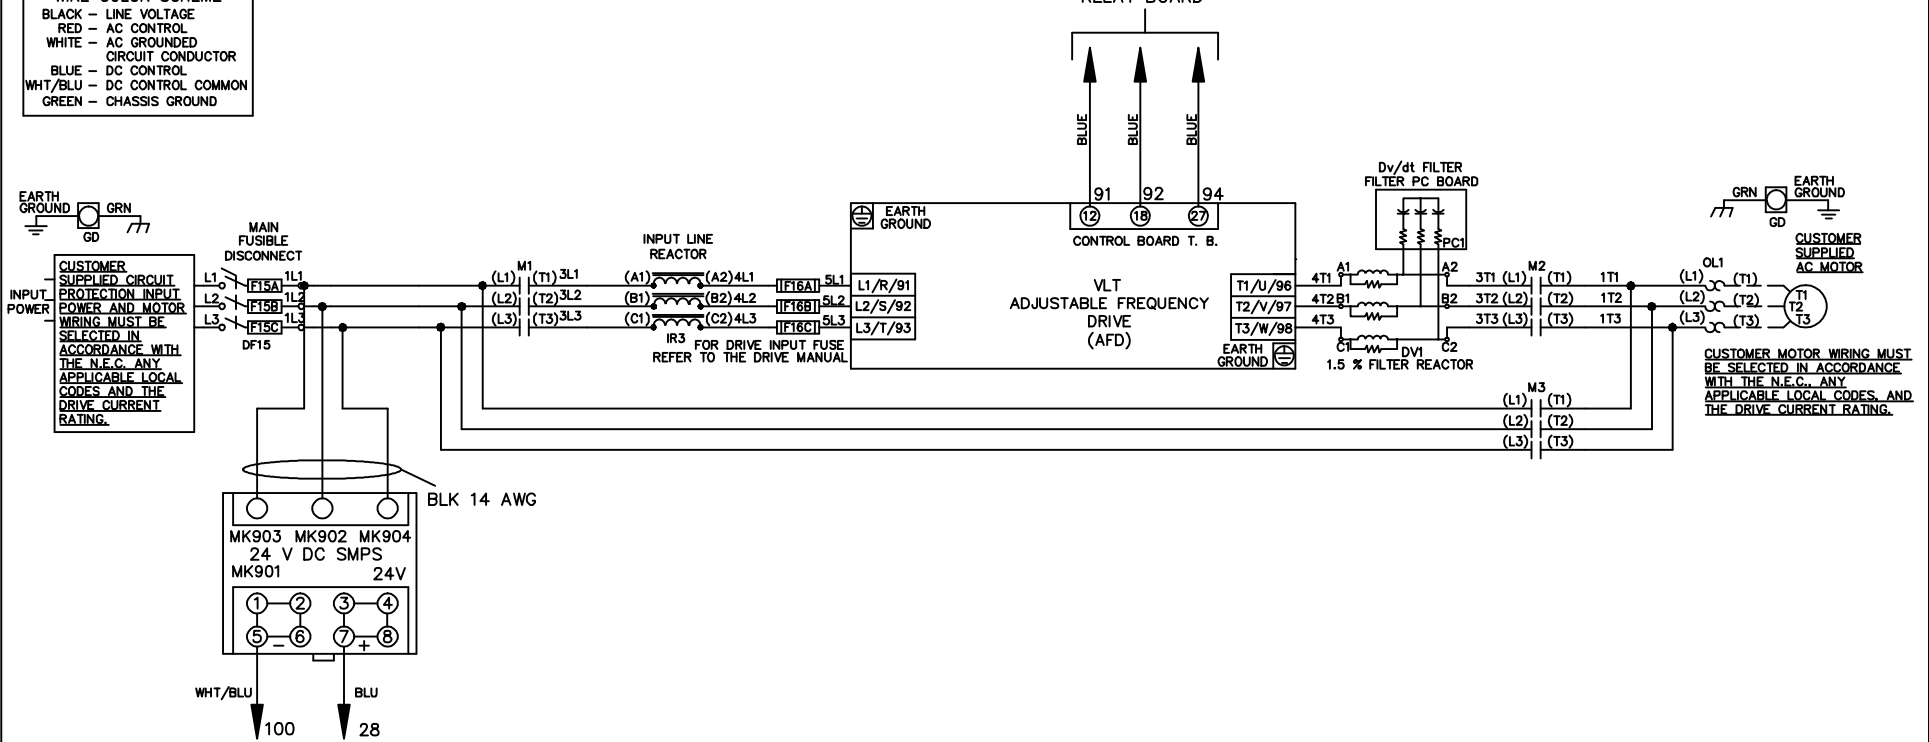 BLACK – LINE VOLTAGE
RED – AC CONTROL
WHITE – AC GROUNDED
CIRCUIT CONDUCTOR
BLUE – DC CONTROL
WHT/BLU – DC CONTROL COMMON
GREEN – CHASSIS GROUND
BLUE
BLUE
BLUE
91
92
94
12
18
27
CONTROL BOARD T. B.
EARTH
GROUND
GRN
GD
MAIN
FUSIBLE
DISCONNECT
INPUT
POWER
CUSTOMER
SUPPLIED CIRCUIT
PROTECTION INPUT
POWER AND MOTOR
WIRING MUST BE
SELECTED IN
ACCORDANCE WITH
THE N.E.C. ANY
APPLICABLE LOCAL
CODES AND THE
DRIVE CURRENT
RATING.
L1 F15A 1L1
L2 F15B 1L2
L3 F15C 1L3
DF15
M1
(L1) (T1) 3L1
(L2) (T2) 3L2
(L3) (T3) 3L3
INPUT LINE
REACTOR
(A1) (A2) 4L1
(B1) (B2) 4L2
(C1) (C2) 4L3
IR3
F16A 5L1
F16B 5L2
F16C 5L3
FOR DRIVE INPUT FUSE
REFER TO THE DRIVE MANUAL
EARTH
GROUND
L1/R/91
L2/S/92
L3/T/93
VLT
ADJUSTABLE FREQUENCY
DRIVE
(AFD)
T1/U/96
T2/V/97
T3/W/98
EARTH
GROUND
4T1
4T2
4T3
Dv/dt FILTER
FILTER PC BOARD
PC1
A1 A2
B1 B2
C1 C2
DV1
1.5 % FILTER REACTOR
M2
3T1 (L1) (T1) 1T1
3T2 (L2) (T2) 1T2
3T3 (L3) (T3) 1T3
M3
(L1) (T1)
(L2) (T2)
(L3) (T3)
OL1
(L1) (T1)
(L2) (T2)
(L3) (T3)
T1
T2
T3
GRN
GD
EARTH
GROUND
CUSTOMER
SUPPLIED
AC MOTOR
CUSTOMER MOTOR WIRING MUST
BE SELECTED IN ACCORDANCE
WITH THE N.E.C., ANY
APPLICABLE LOCAL CODES, AND
THE DRIVE CURRENT RATING.
BLK 14 AWG
MK903 MK902 MK904
24 V DC SMPS
MK901 24V
1 2 3 4
5 – 6 7 + 8
WHT/BLU
BLU
100
28